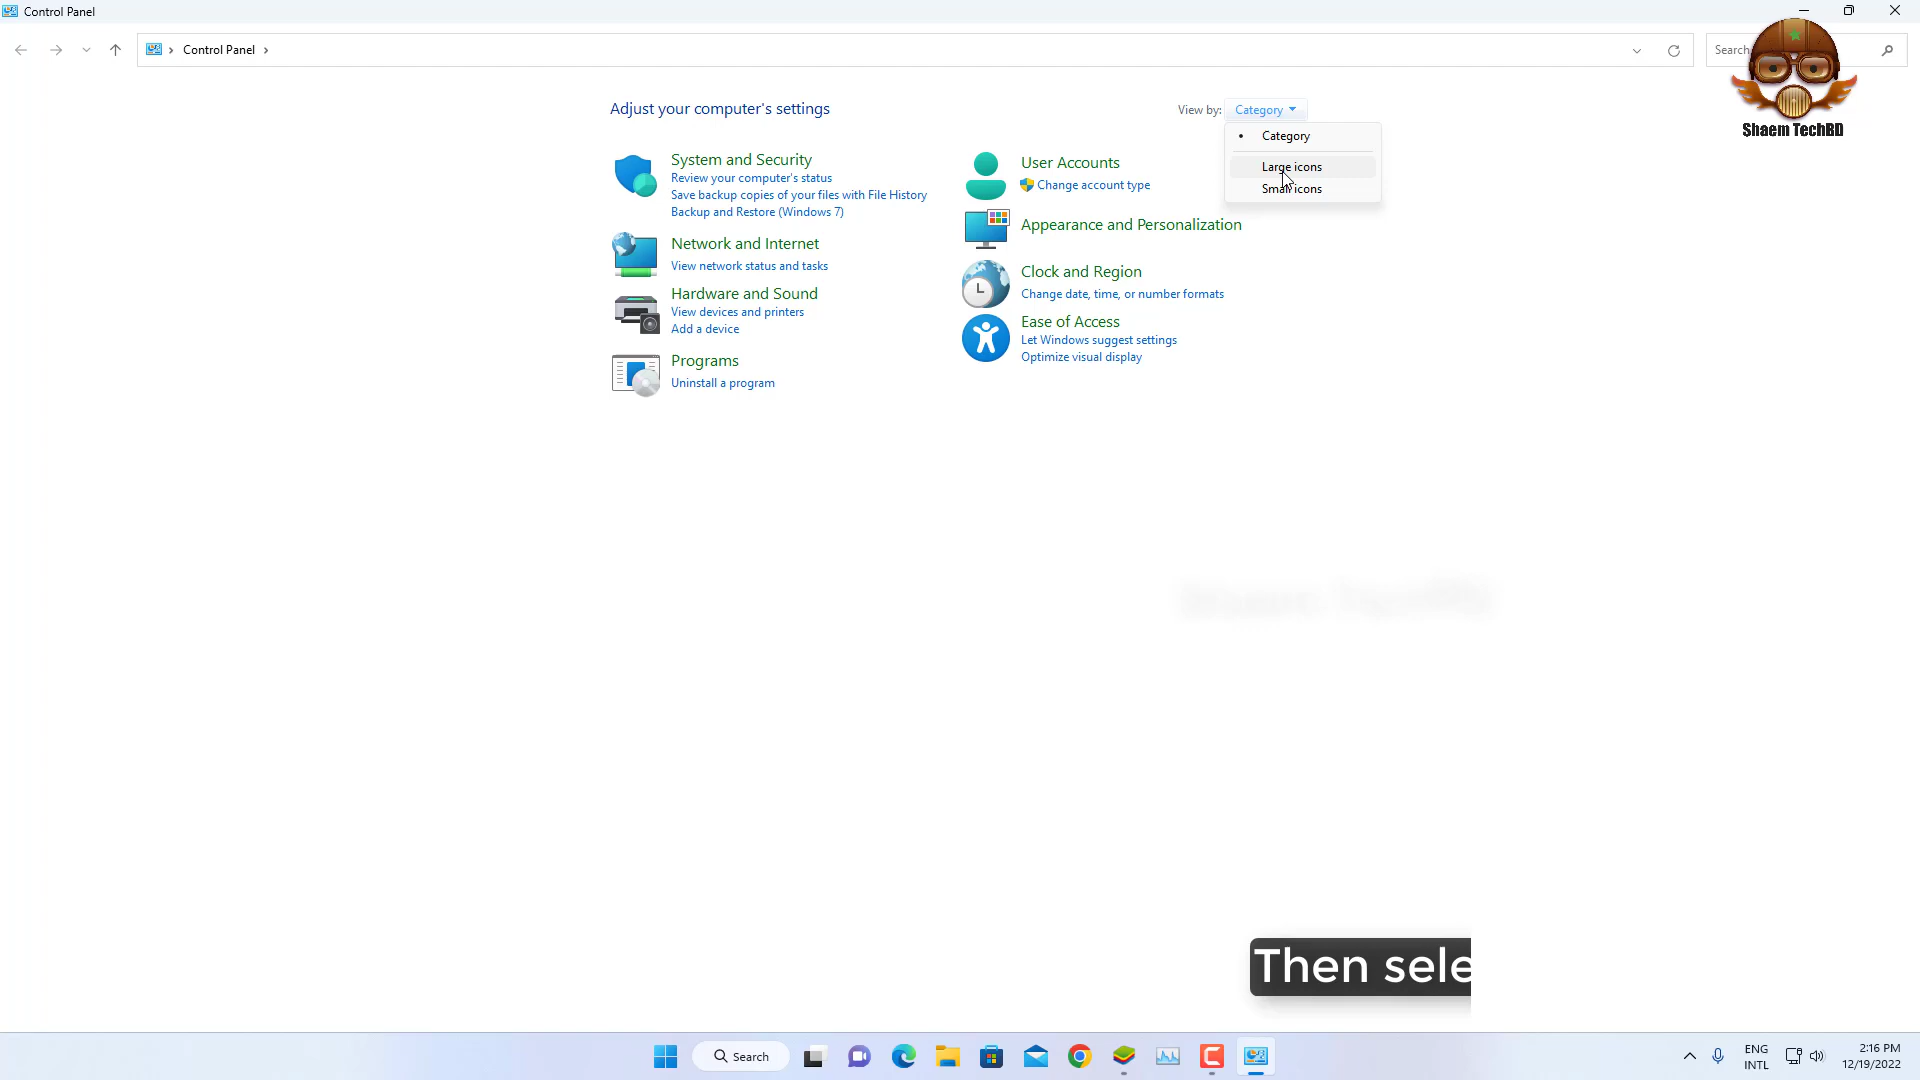 Control Panel
Control Panel
Search
Shaem TechBD
Adjust your computer's settings
View by: Category
Category
Large icons
Small icons
System and Security
Review your computer's status
Save backup copies of your files with File History
Backup and Restore (Windows 7)
Network and Internet
View network status and tasks
Hardware and Sound
View devices and printers
Add a device
Programs
Uninstall a program
User Accounts
Change account type
Appearance and Personalization
Clock and Region
Change date, time, or number formats
Ease of Access
Let Windows suggest settings
Optimize visual display
Shaem TechBD
Then sele
Search
ENG
INTL
2:16 PM
12/19/2022